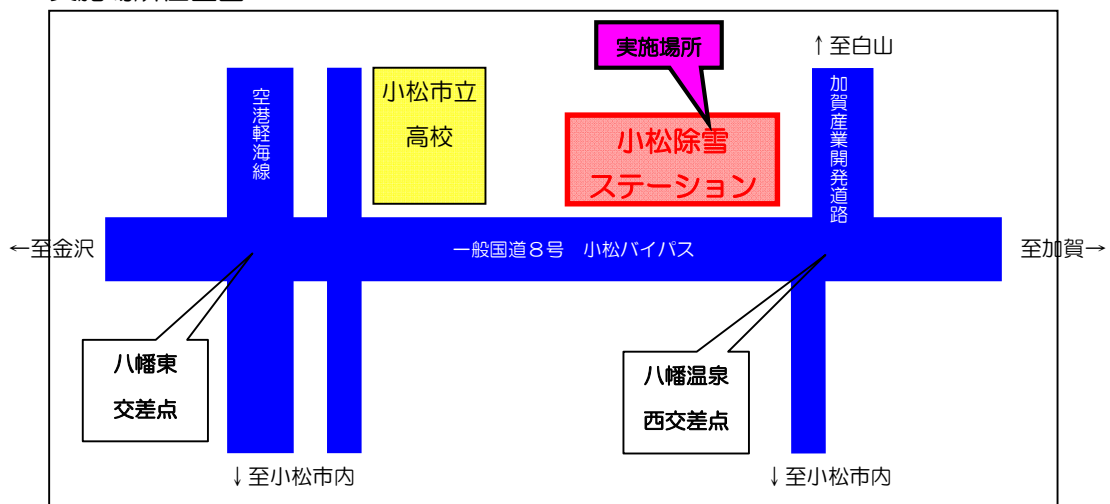 実施場所
↑至白山
空港軽海線
小松市立
高校
小松除雪
ステーション
加賀産業開発道路
←至金沢
一般国道8号 小松バイパス
至加賀→
八幡東
交差点
八幡温泉
西交差点
↓至小松市内
↓至小松市内